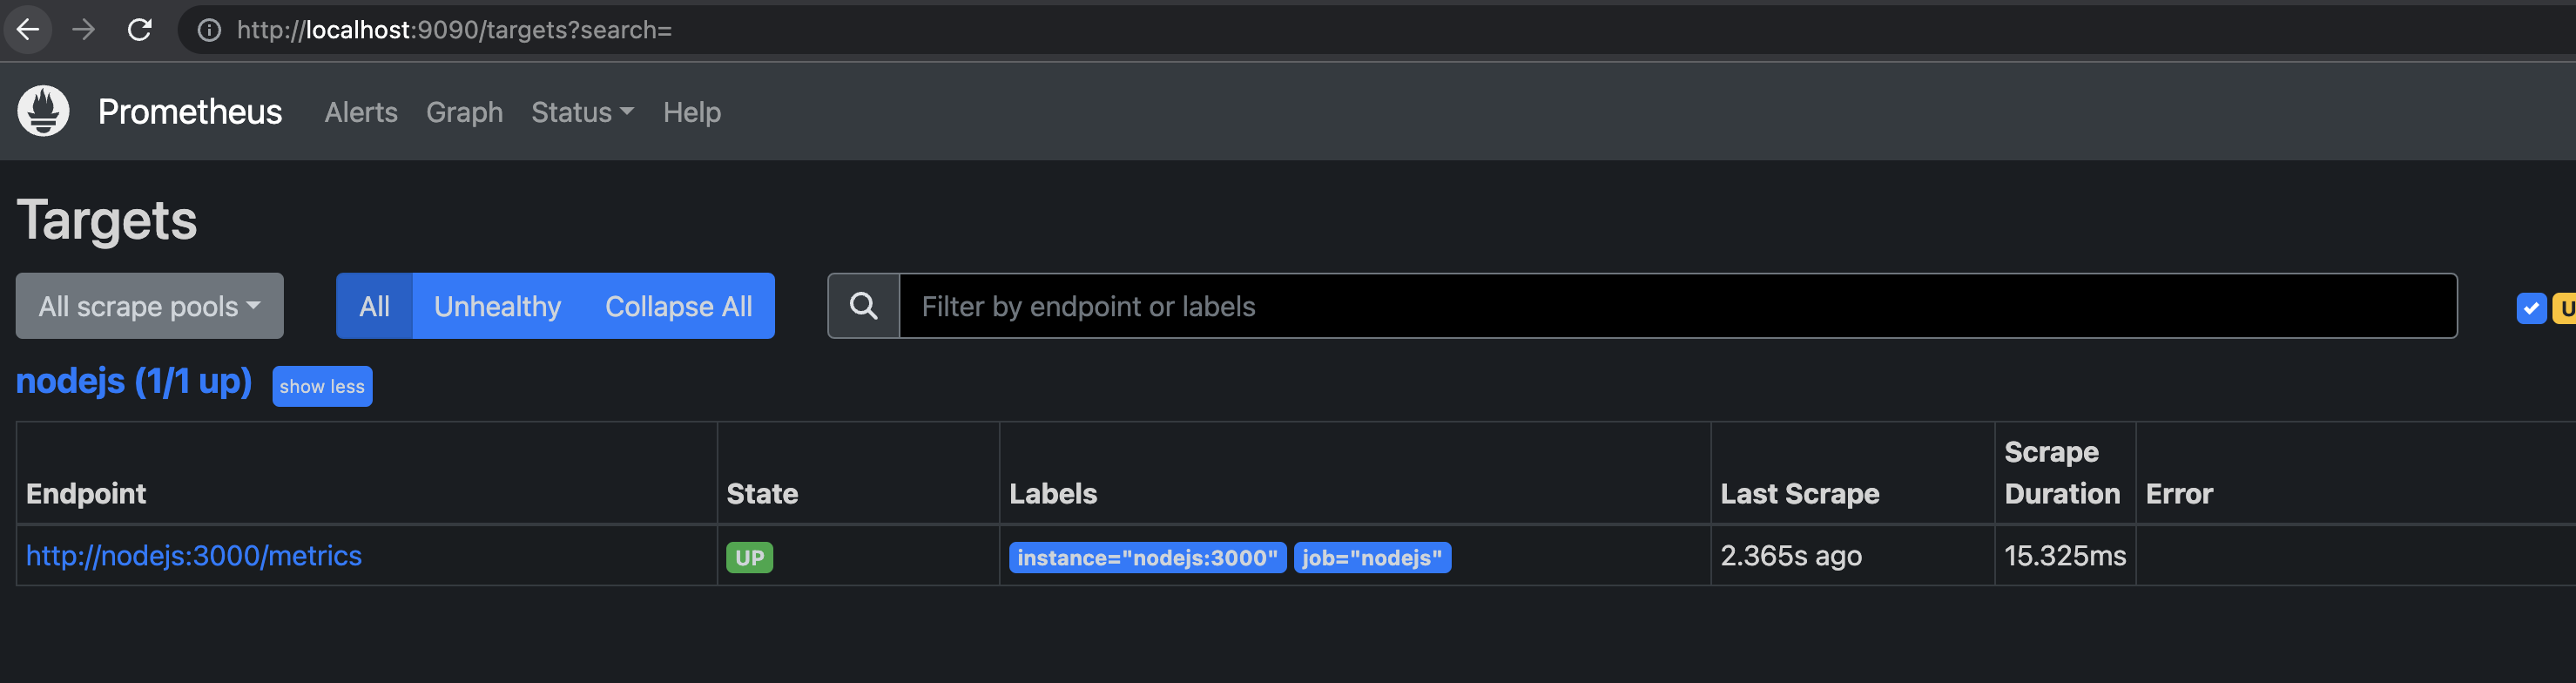 http://localhost:9090/targets?search=
Prometheus Alerts Graph Status Help
Targets
All scrape pools All Unhealthy Collapse All Filter by endpoint or labels
nodejs (1/1 up) show less
Endpoint State Labels Last Scrape Scrape Duration Error
http://nodejs:3000/metrics UP instance="nodejs:3000" job="nodejs" 2.365s ago 15.325ms